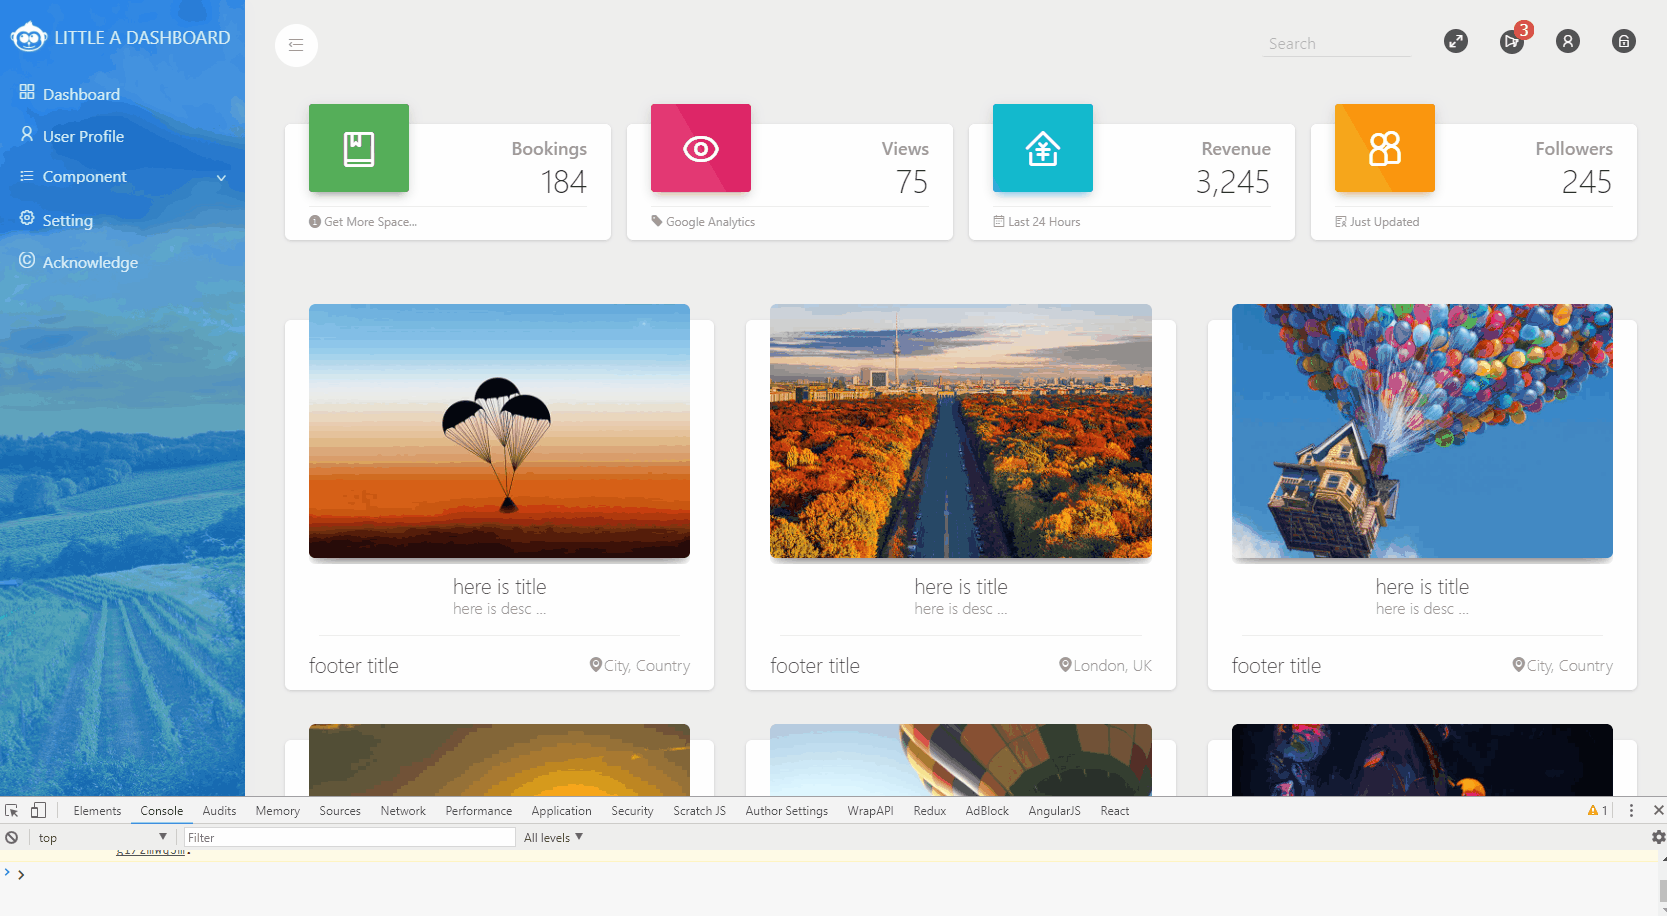 LITTLE A DASHBOARD
Dashboard
User Profile
Component
Setting
Acknowledge
Search
3
Bookings
184
Get More Space...
Views
75
Google Analytics
Revenue
3,245
Last 24 Hours
Followers
245
Just Updated
here is title
here is desc ...
footer title
City, Country
here is title
here is desc ...
footer title
London, UK
here is title
here is desc ...
footer title
City, Country
Elements Console Audits Memory Sources Network Performance Application Security Scratch JS Author Settings WrapAPI Redux AdBlock AngularJS React 1
top Filter All levels